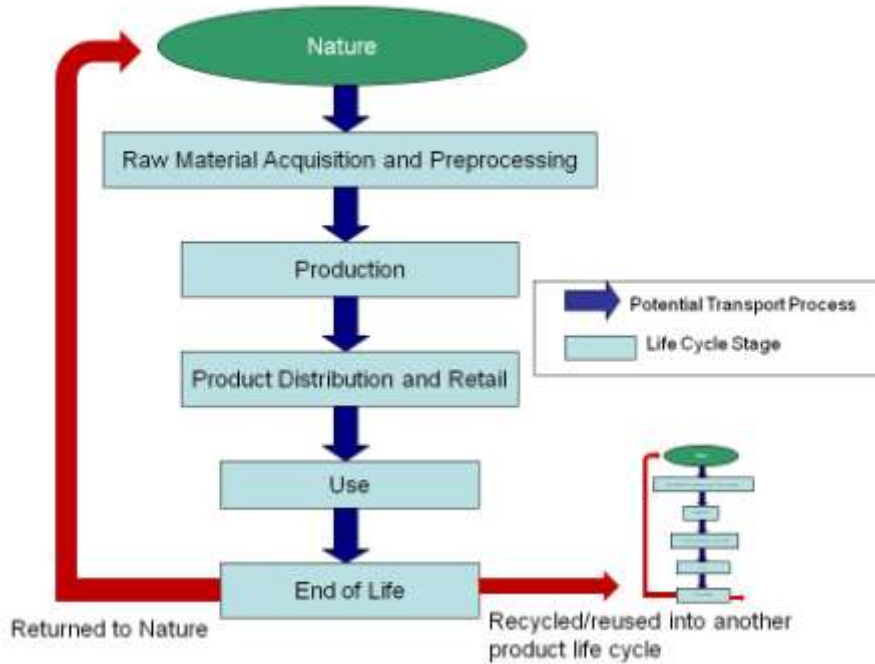 Nature
Raw Material Acquisition and Preprocessing
Production
Potential Transport Process
Life Cycle Stage
Product Distribution and Retail
Use
End of Life
Returned to Nature
Recycled/reused into another
product life cycle